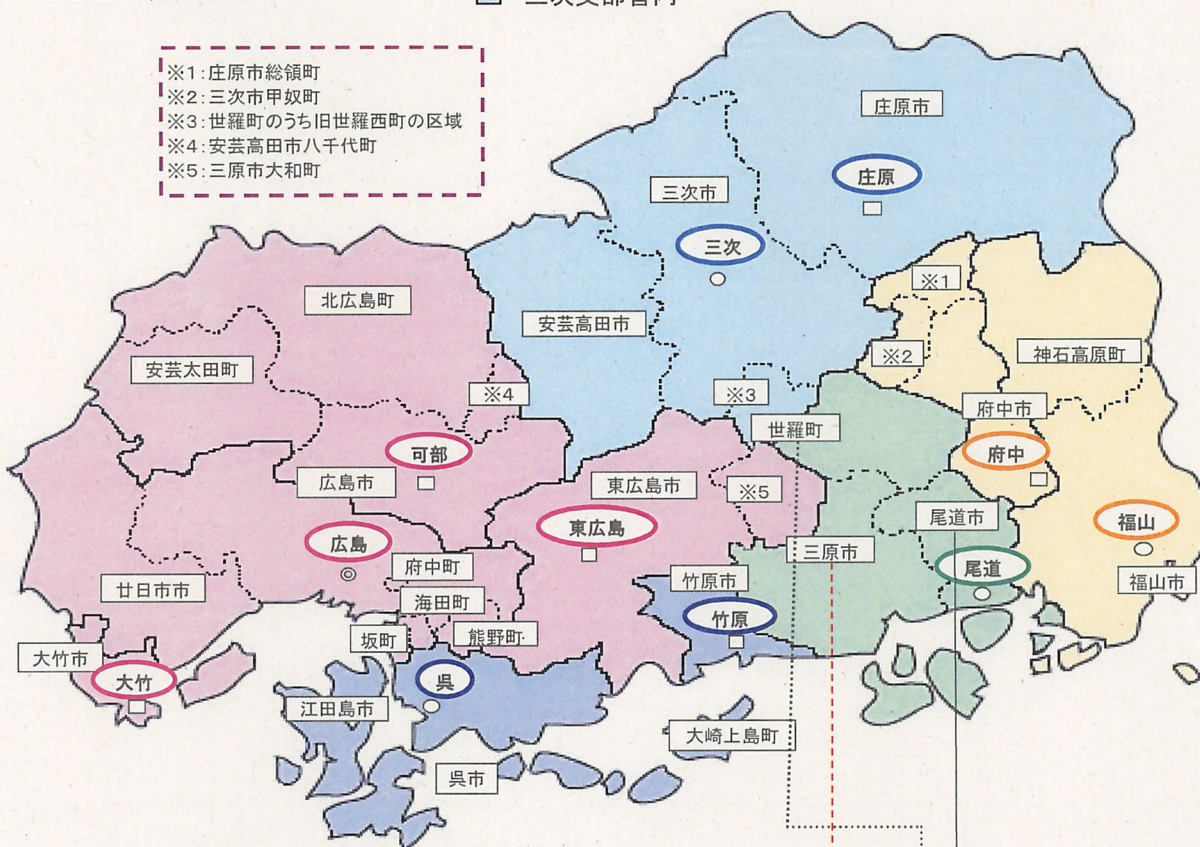 三次支部管内
※1:庄原市総領町
※2:三次市甲奴町
※3:世羅町のうち旧世羅西町の区域
※4:安芸高田市八千代町
※5:三原市大和町
庄原市
庄原
三次市
三次
※1
北広島町
安芸高田市
※2
神石高原町
安芸太田町
※4
※3
府中市
世羅町
可部
府中
広島市
東広島市
※5
尾道市
東広島
福山
広島
三原市
府中町
尾道
竹原市
福山市
廿日市市
海田町
竹原
坂町
熊野町
大竹市
大竹
呉
江田島市
大崎上島町
呉市